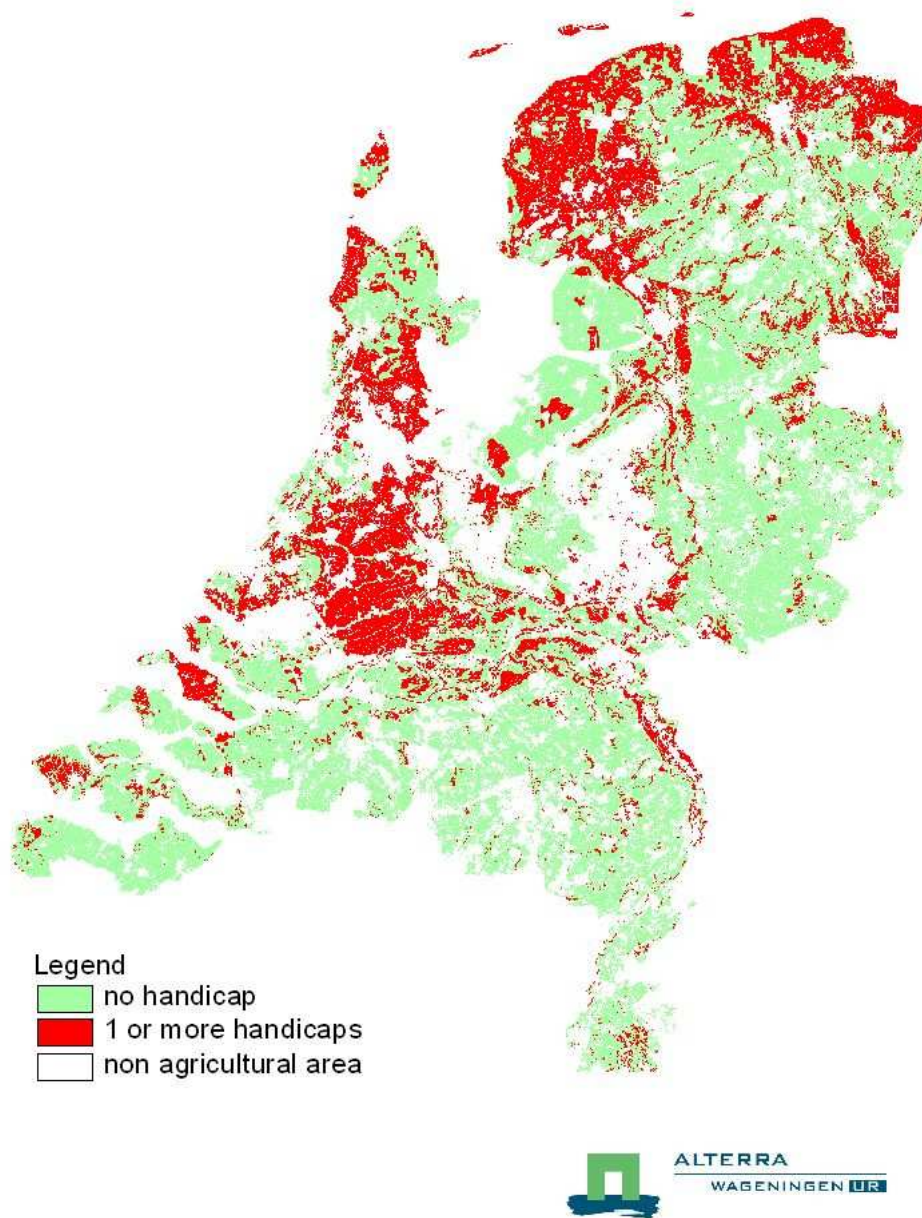 Legend
no handicap
1 or more handicaps
non agricultural area
ALTERRA
WAGENINGEN UR